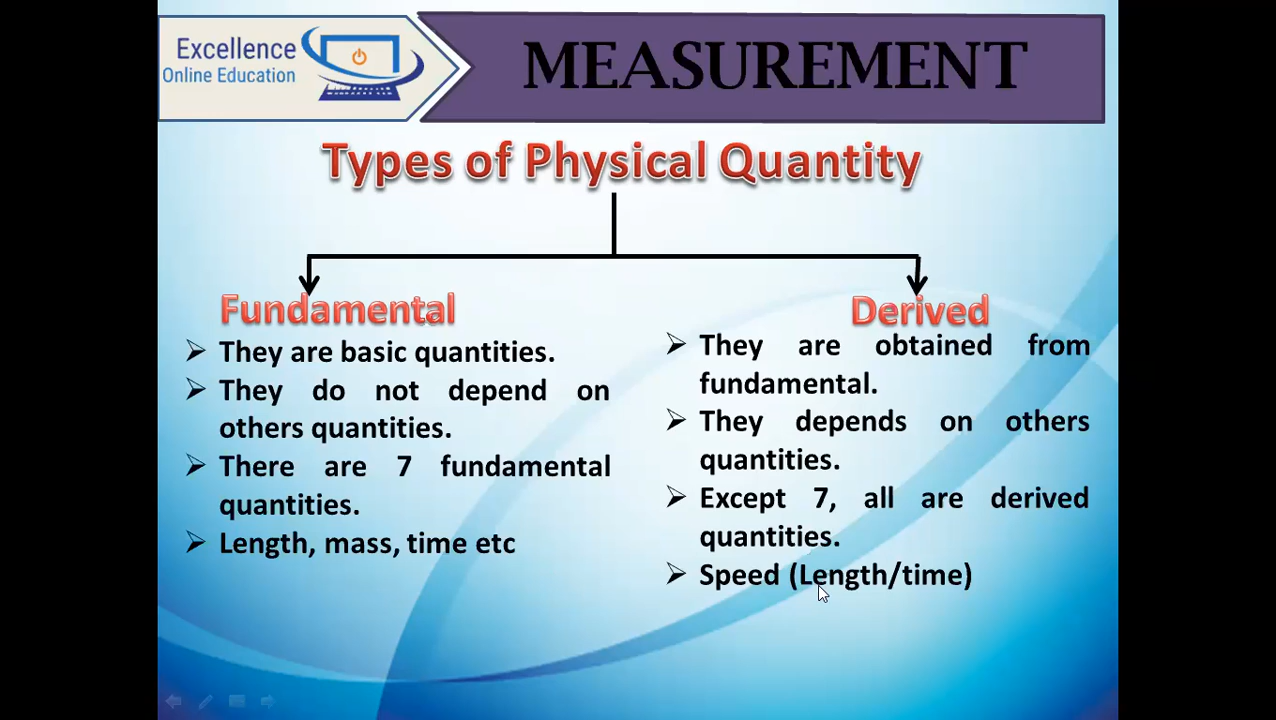 Excellence
Online Education
MEASUREMENT
Types of Physical Quantity
Fundamental
They are basic quantities.
They do not depend on
others quantities.
There are 7 fundamental
quantities.
Length, mass, time etc
Derived
They are obtained from
fundamental.
They depends on others
quantities.
Except 7, all are derived
quantities.
Speed (Length/time)